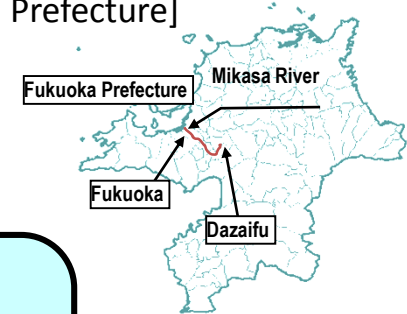 Prefecture]
Mikasa River
Fukuoka Prefecture
Fukuoka
Dazaifu